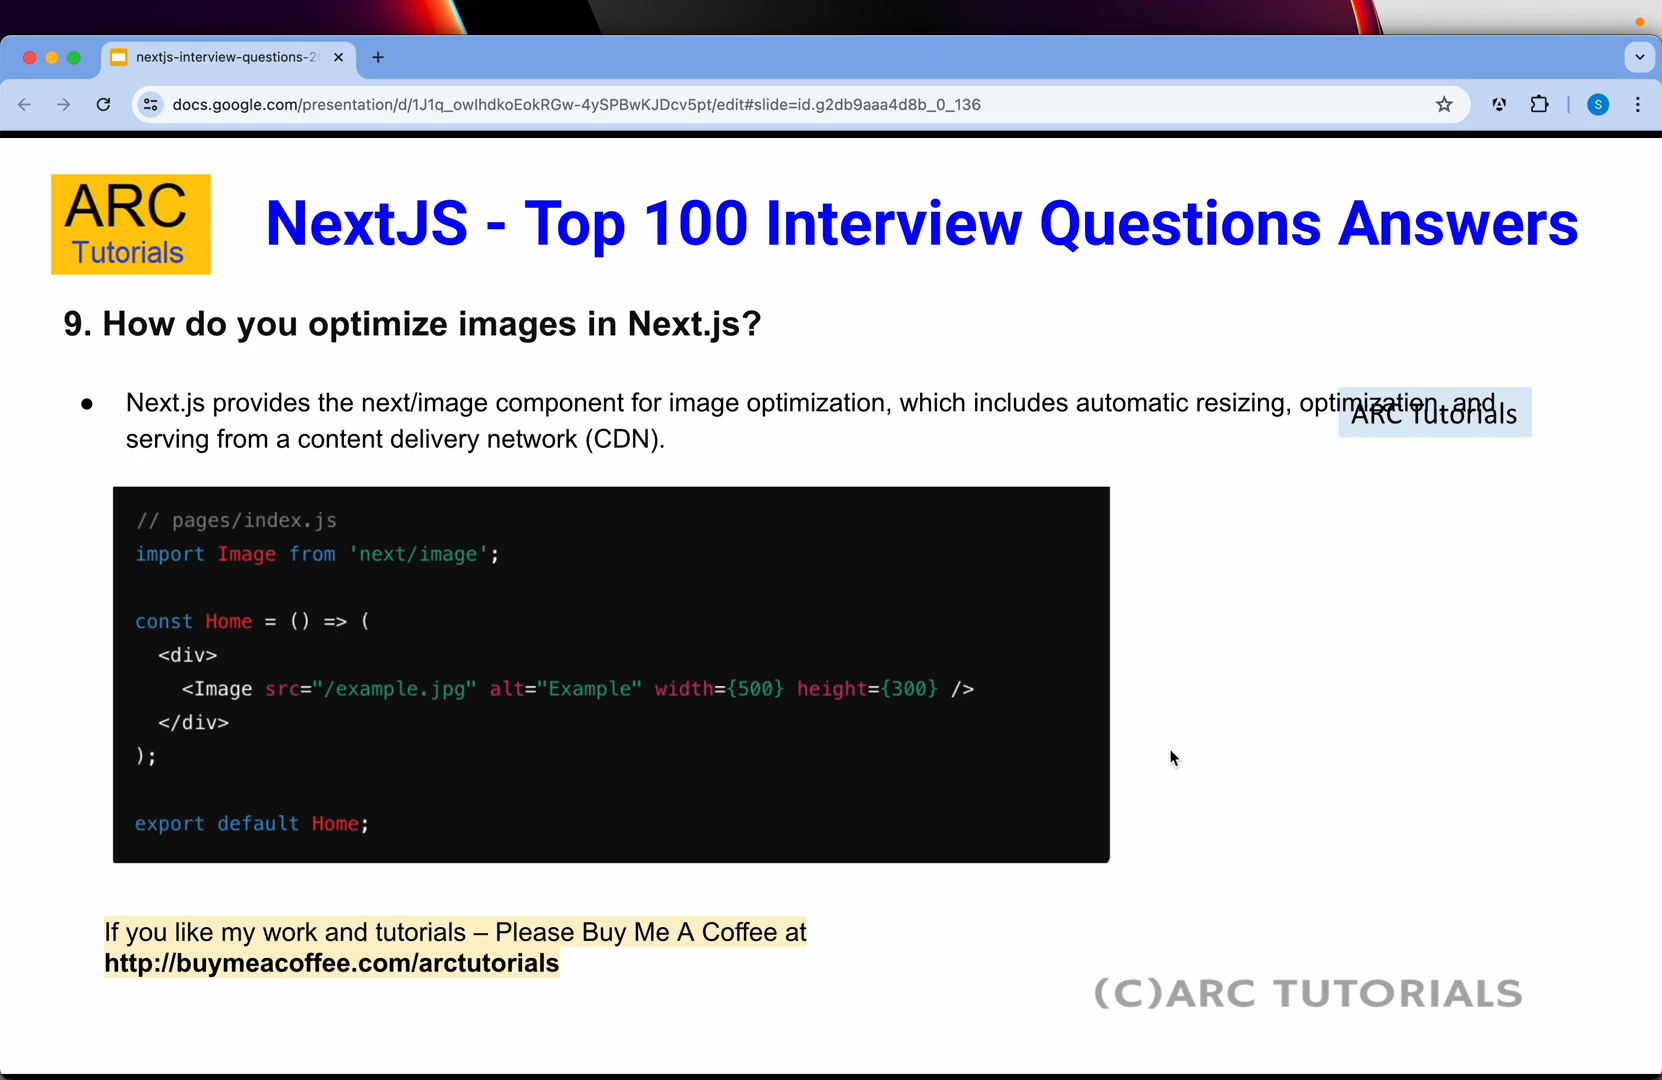 nextjs-interview-questions-2
docs.google.com/presentation/d/1J1q_owlhdkoEokRGw-4ySPBwKJDcv5pt/edit#slide=id.g2db9aaa4d8b_0_136
S
ARC
Tutorials
NextJS - Top 100 Interview Questions Answers
9. How do you optimize images in Next.js?
● Next.js provides the next/image component for image optimization, which includes automatic resizing, optimization, and
ARC Tutorials
serving from a content delivery network (CDN).
// pages/index.js
import Image from 'next/image';
const Home = () => (
<div>
<Image src="/example.jpg" alt="Example" width={500} height={300} />
</div>
);
export default Home;
If you like my work and tutorials – Please Buy Me A Coffee at
http://buymeacoffee.com/arctutorials
(C)ARC TUTORIALS